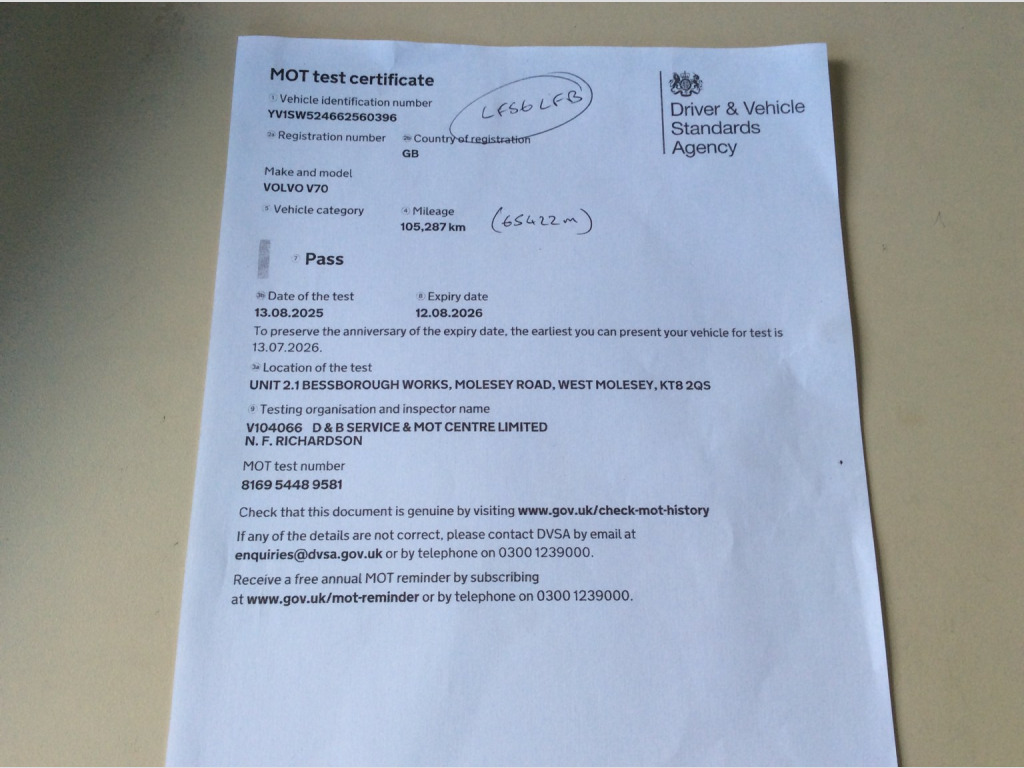 MOT test certificate
LFS6 LFB
1 Vehicle identification number
YV1SW524662560396
Driver & Vehicle
Standards
Agency
Registration number
Country of registration
GB
Make and model
VOLVO V70
5 Vehicle category
4 Mileage
105,287 km
(65422m)
7 Pass
Date of the test
8 Expiry date
13.08.2025
12.08.2026
To preserve the anniversary of the expiry date, the earliest you can present your vehicle for test is
13.07.2026.
Location of the test
UNIT 2.1 BESSBOROUGH WORKS, MOLESEY ROAD, WEST MOLESEY, KT8 2QS
9 Testing organisation and inspector name
V104066 D & B SERVICE & MOT CENTRE LIMITED
N. F. RICHARDSON
MOT test number
8169 5448 9581
Check that this document is genuine by visiting www.gov.uk/check-mot-history
If any of the details are not correct, please contact DVSA by email at
enquiries@dvsa.gov.uk or by telephone on 0300 1239000.
Receive a free annual MOT reminder by subscribing
at www.gov.uk/mot-reminder or by telephone on 0300 1239000.